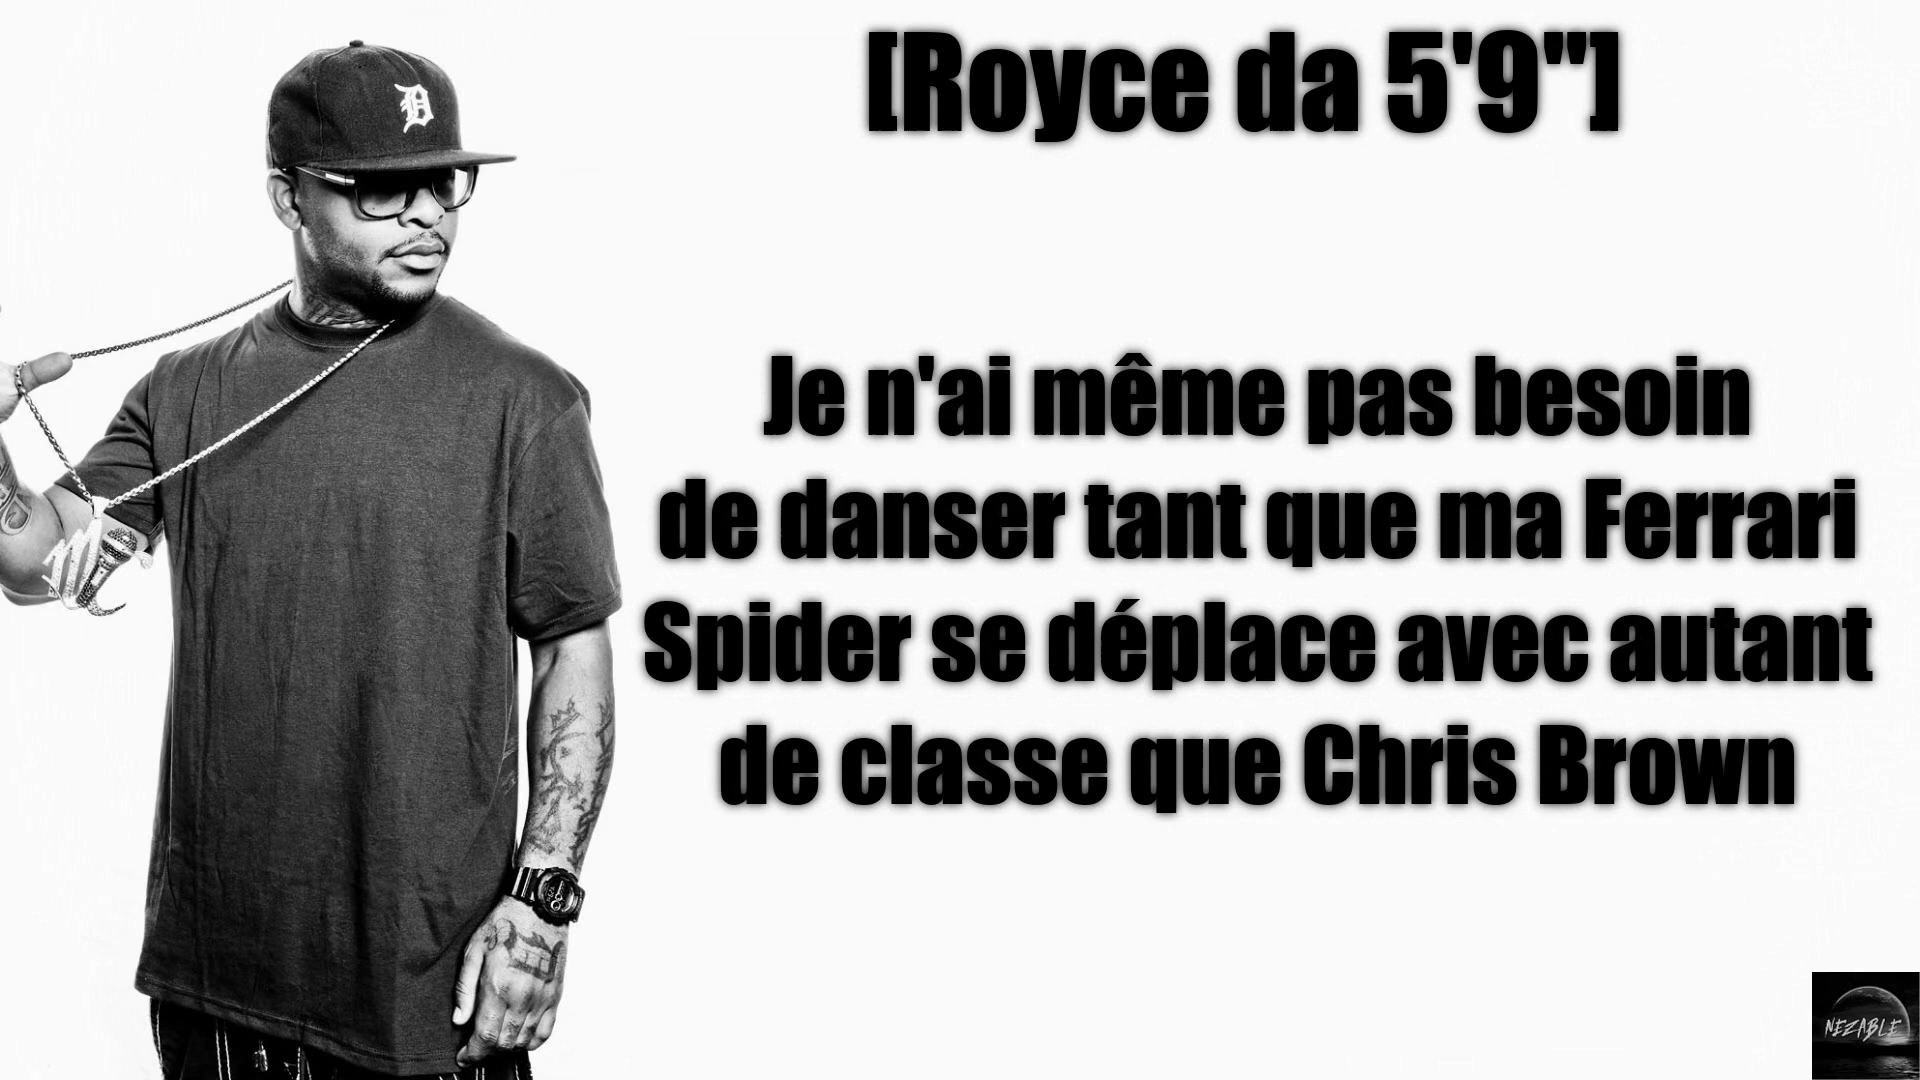 [Royce da 5'9"]
Je n'ai même pas besoin
de danser tant que ma Ferrari
Spider se déplace avec autant
de classe que Chris Brown
D
NEZABLE